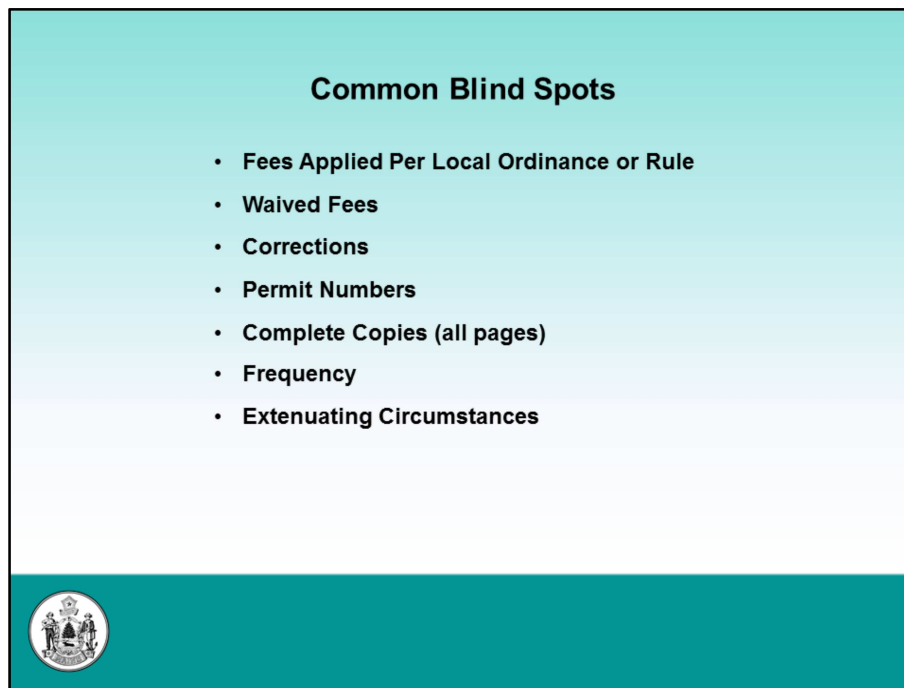 Common Blind Spots
• Fees Applied Per Local Ordinance or Rule
• Waived Fees
• Corrections
• Permit Numbers
• Complete Copies (all pages)
• Frequency
• Extenuating Circumstances
MAINE